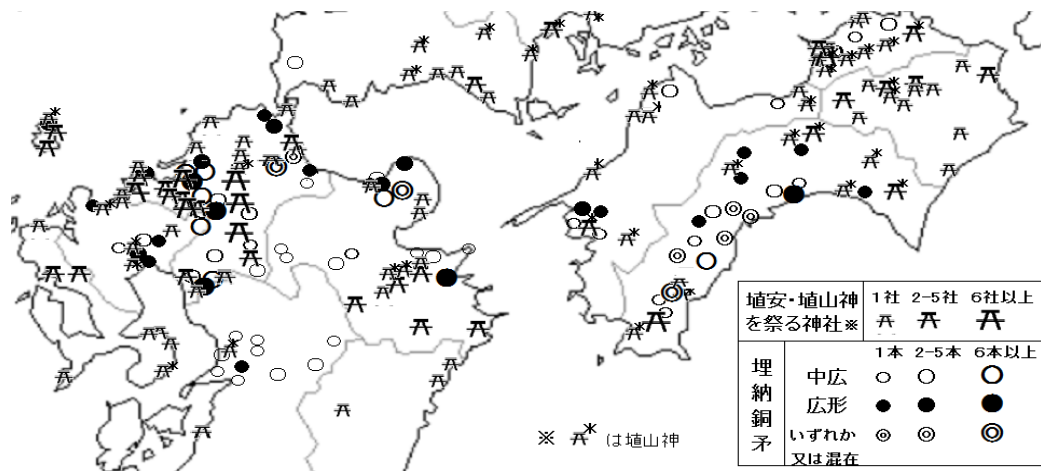 埴安・埴山神 1社 2-5社 6社以上
を祭る神社※
1本 2-5本 6本以上
埋納銅矛
中広
広形
いずれか
又は混在
※ は埴山神